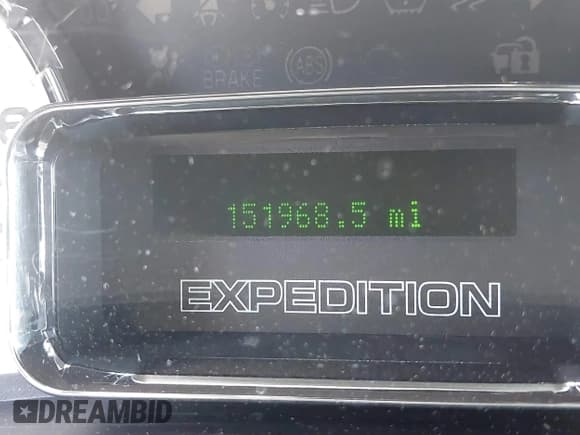 BRAKE
ABS
151968.5 mi
EXPEDITION
DREAMBID